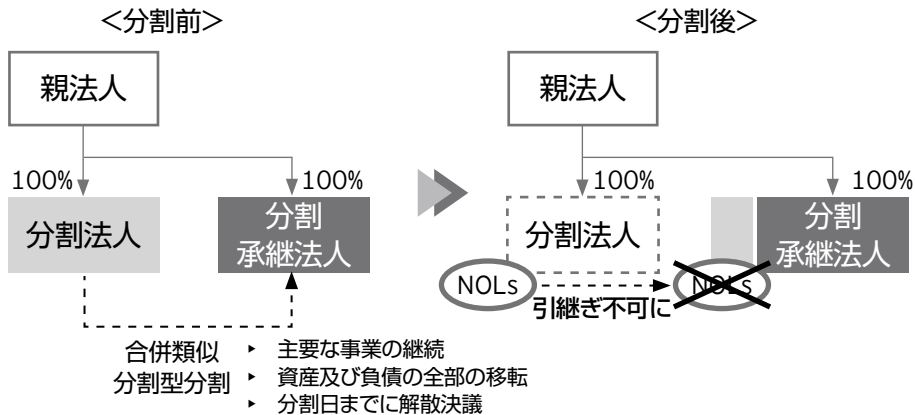 <分割前>
親法人
100%
100%
分割法人
分割
承継法人
合併類似
分割型分割
▸ 主要な事業の継続
▸ 資産及び負債の全部の移転
▸ 分割日までに解散決議
<分割後>
親法人
100%
100%
分割法人
分割
承継法人
NOLs
NOLs
引継ぎ不可に